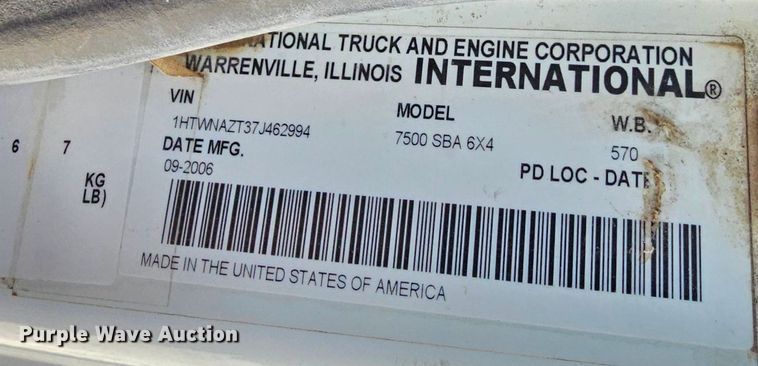 NATIONAL TRUCK AND ENGINE CORPORATION
WARRENVILLE, ILLINOIS INTERNATIONAL®
VIN MODEL W.B.
1HTWNAZT37J462994 7500 SBA 6X4 570
DATE MFG. PD LOC - DATE
09-2006
MADE IN THE UNITED STATES OF AMERICA
6 7
KG
LB)
Purple Wave Auction